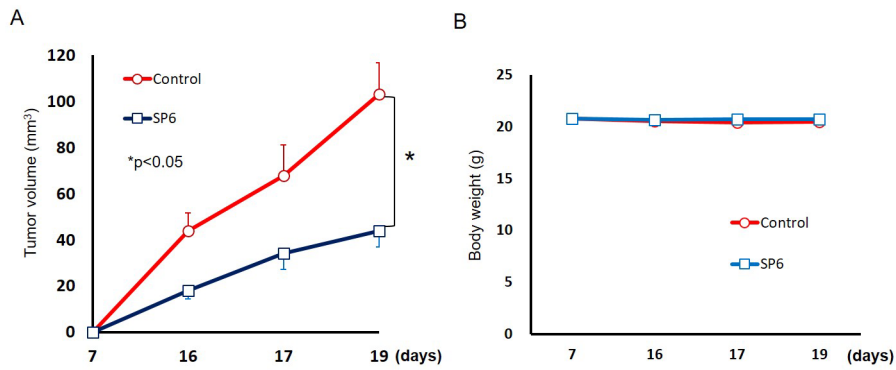 A
Tumor volume (mm³)
120
100
80
60
40
20
0
Control
SP6
*p<0.05
*
7 16 17 19 (days)
B
Body weight (g)
25
20
15
10
5
0
Control
SP6
7 16 17 19 (days)